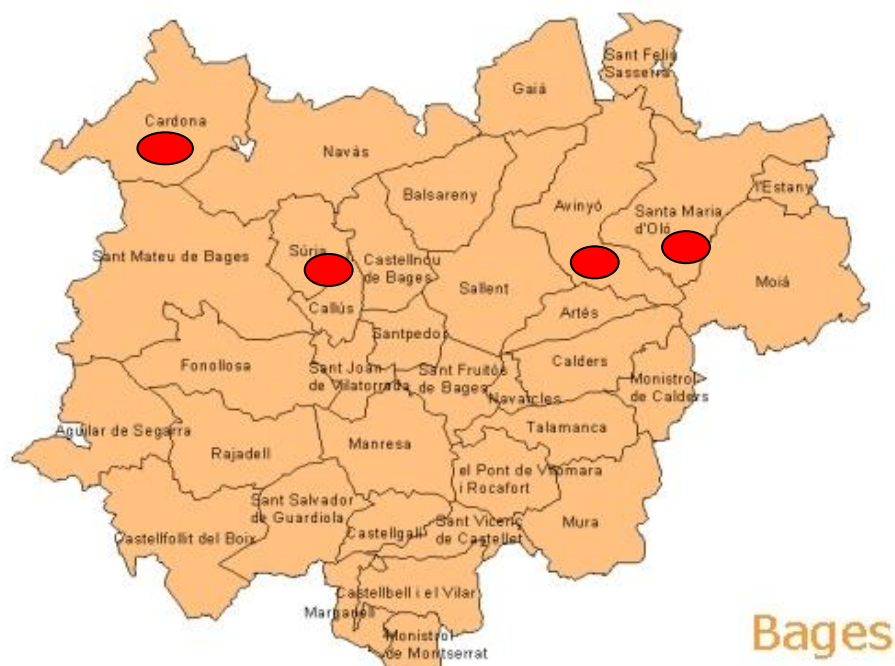 Sant Feliu
Sasserra
Gaià
Cardona
Navàs
Balsareny
Avinyó
l'Estany
Santa Maria
d'Oló
Sant Mateu de Bages
Súria
Castellnou
de Bages
Sallent
Moià
Callús
Artés
Santpedor
Fonollosa
Sant Joan
de Vilatorrada
Sant Fruitós
de Bages
Calders
Navarcles
Monistrol
de Calders
Aguilar de Segarra
Rajadell
Manresa
Talamanca
el Pont de Vilomara
i Rocafort
Sant Salvador
de Guardiola
Mura
Castellfollit del Boix
Castellgalí
Sant Vicenç
de Castellet
Castellbell i el Vilar
Marganell
Monistrol
de Montserrat
Bages